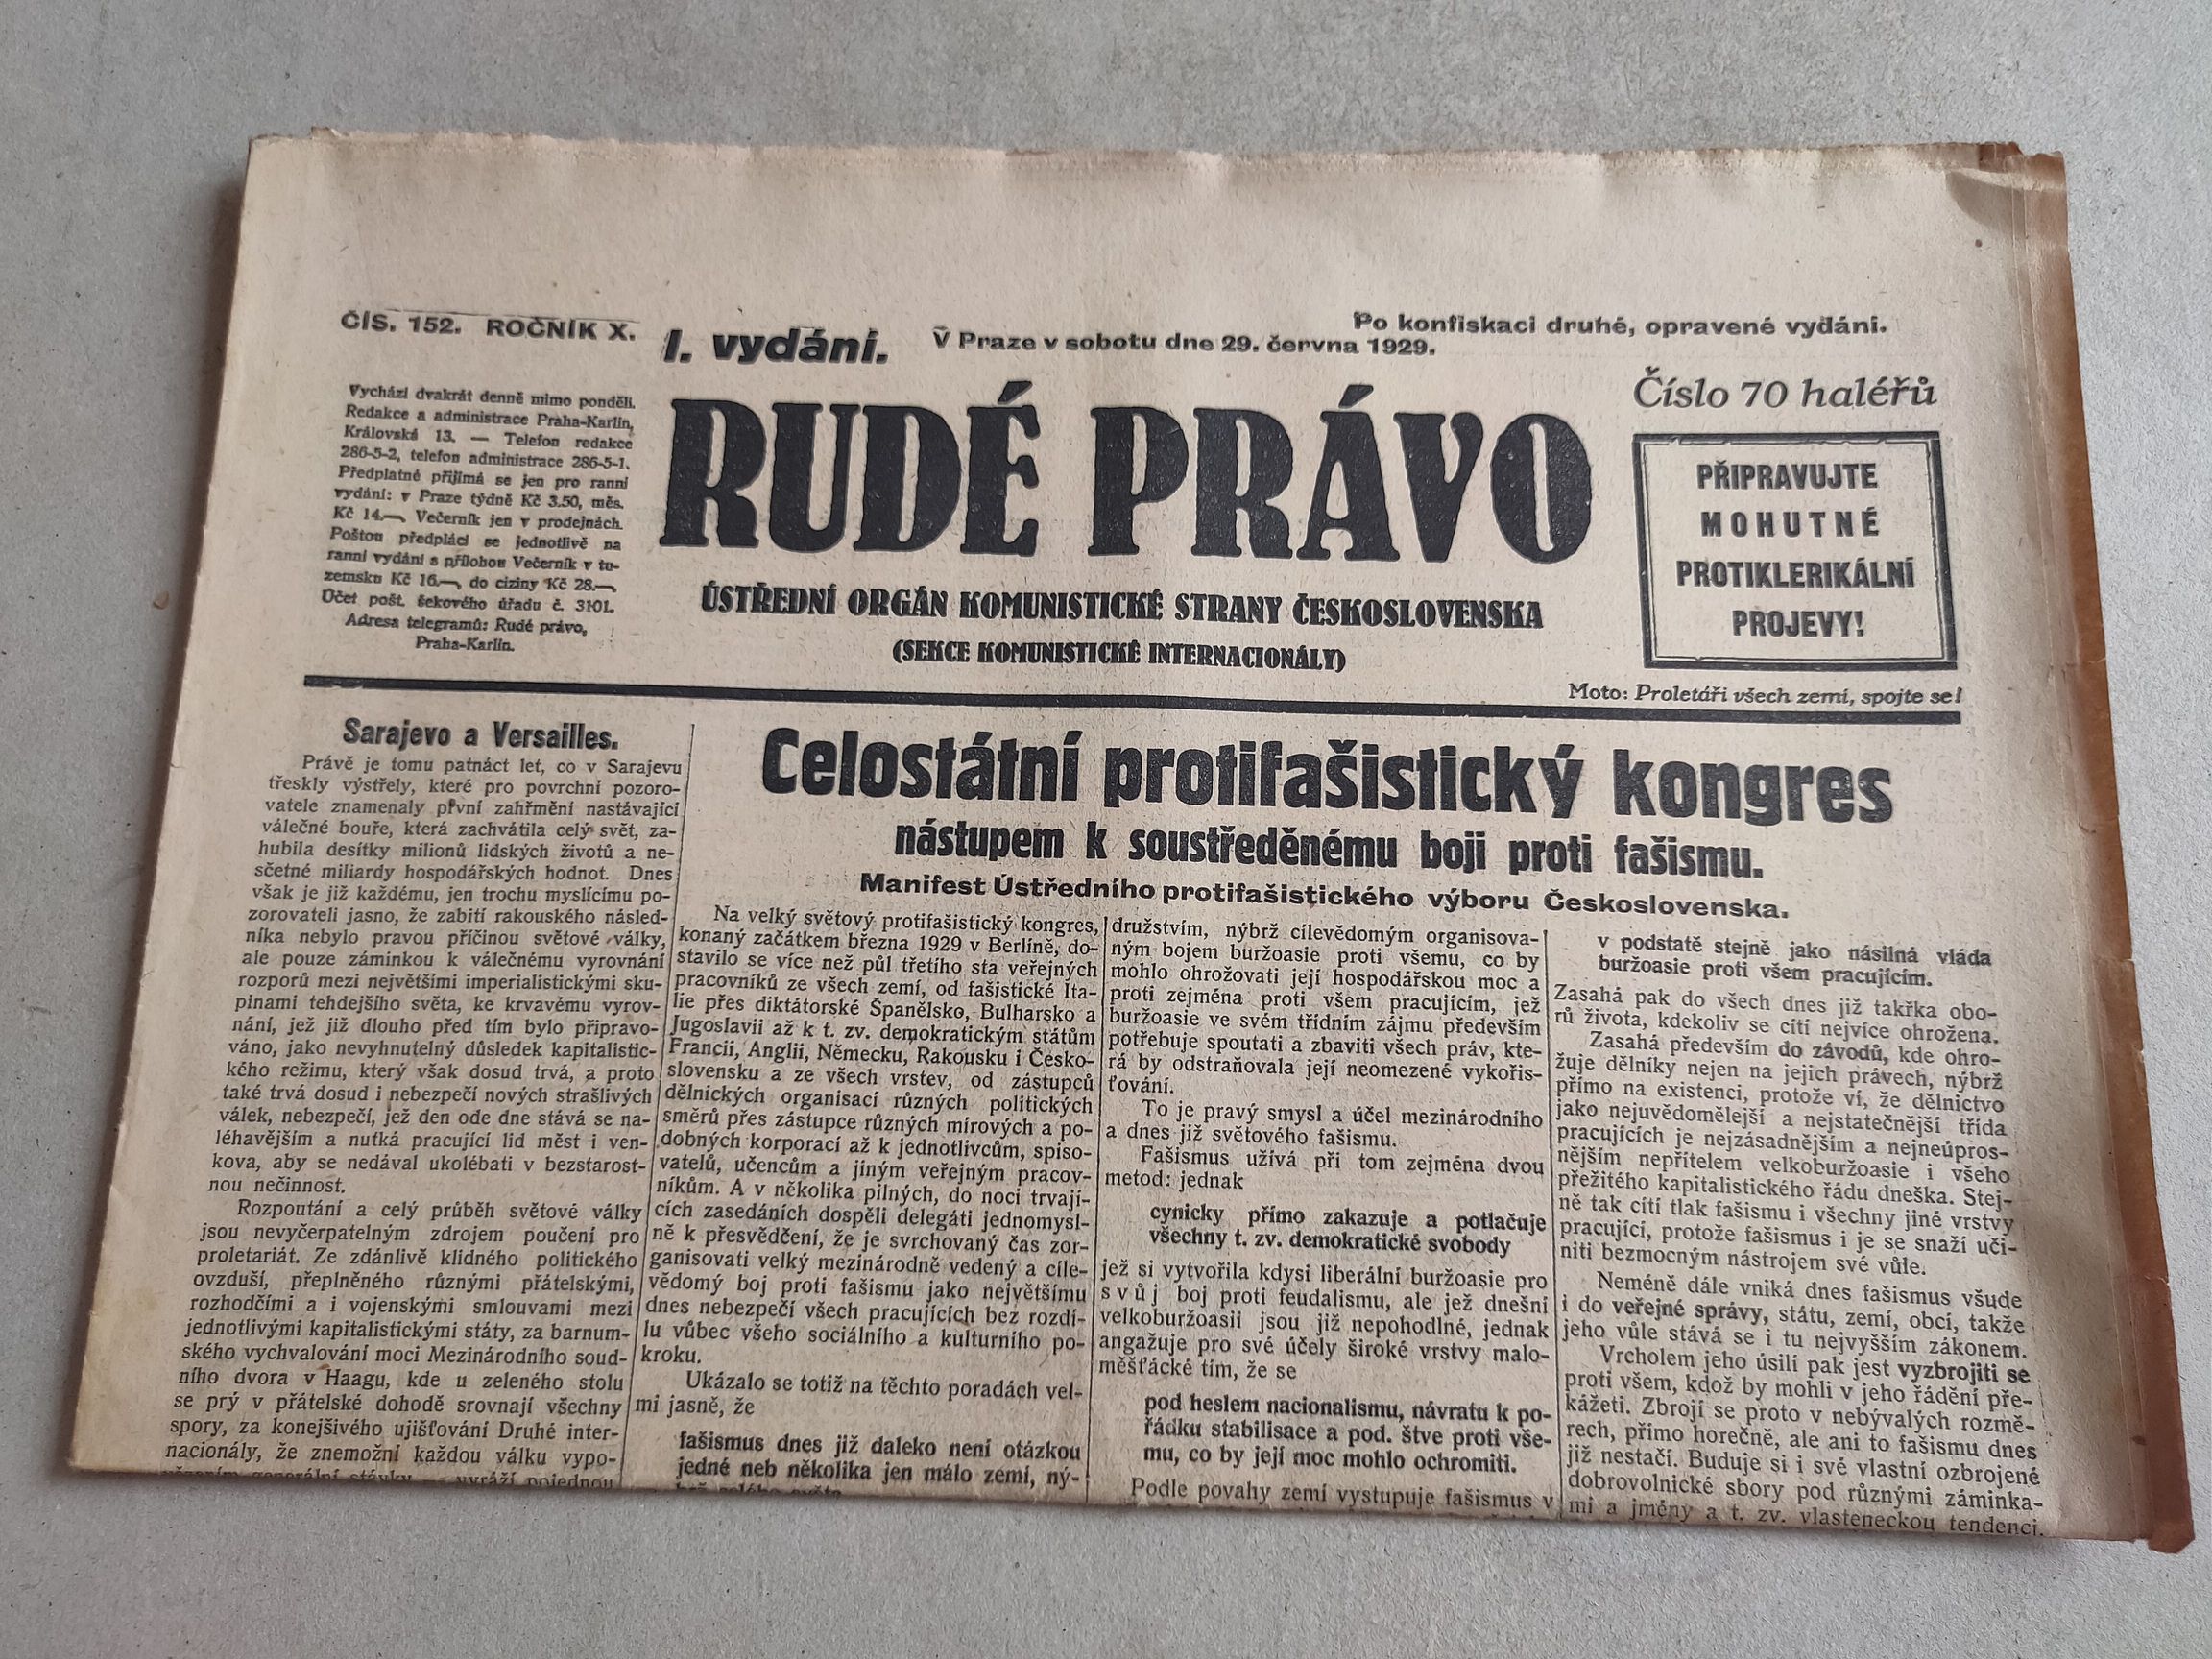 ČÍS. 152. ROČNÍK X.
I. vydání.
V Praze v sobotu dne 29. června 1929.
Po konfiskaci druhé, opravené vydání.
Vychází dvakrát denně mimo pondělí.
Redakce a administrace Praha-Karlín,
Královská 13. — Telefon redakce
286-5-2, telefon administrace 286-5-1.
Předplatné přijímá se jen pro ranní
vydání: v Praze týdně Kč 3.50, měs.
Kč 14.—, Večerník jen v prodejnách.
Poštou předplácí se jednotlivě na
ranní vydání s přílohou Večerník v tu-
zemsku Kč 16.—, do ciziny Kč 28.—,
Účet pošt. šekového úřadu č. 3101.
Adresa telegramů: Rudé právo,
Praha-Karlín.
RUDÉ PRÁVO
ÚSTŘEDNÍ ORGÁN KOMUNISTICKÉ STRANY ČESKOSLOVENSKA
(SEKCE KOMUNISTICKÉ INTERNACIONÁLY)
Číslo 70 haléřů
PŘIPRAVUJTE
MOHUTNÉ
PROTIKLERIKÁLNÍ
PROJEVY!
Moto: Proletáři všech zemí, spojte se!
Sarajevo a Versailles.
Právě je tomu patnáct let, co v Sarajevu
třeskly výstřely, které pro povrchní pozoro-
vatele znamenaly první zahřmění nastávající
válečné bouře, která zachvátila celý svět, za-
hubila desítky milionů lidských životů a ne-
sčetné miliardy hospodářských hodnot. Dnes
však je již každému, jen trochu myslícímu po-
zorovateli jasno, že zabití rakouského násled-
níka nebylo pravou příčinou světové války,
ale pouze záminkou k válečnému vyrovnání
rozporů mezi největšími imperialistickými sku-
pinami tehdejšího světa, ke krvavému vyrov-
nání, jež již dlouho před tím bylo připravo-
váno, jako nevyhnutelný důsledek kapitalistic-
kého režimu, který však dosud trvá, a proto
také trvá dosud i nebezpečí nových strašlivých
válek, nebezpečí, jež den ode dne stává se na-
léhavějším a nutká pracující lid měst i ven-
kova, aby se nedával ukolébati v bezstarost-
nou nečinnost.
Rozpoutání a celý průběh světové války
jsou nevyčerpatelným zdrojem poučení pro
proletariát. Ze zdánlivě klidného politického
ovzduší, přeplněného různými přátelskými,
rozhodčími a i vojenskými smlouvami mezi
jednotlivými kapitalistickými státy, za barnum-
ského vychvalování moci Mezinárodního soud-
ního dvora v Haagu, kde u zeleného stolu
se prý v přátelské dohodě srovnají všechny
spory, za konejšivého ujišťování Druhé inter-
nacionály, že znemožní každou válku vypo-
vězením generální stávky — vyráží pojednou
Celostátní protifašistický kongres
nástupem k soustředěnému boji proti fašismu.
Manifest Ústředního protifašistického výboru Československa.
Na velký světový protifašistický kongres,
konaný začátkem března 1929 v Berlíně, do-
stavilo se více než půl třetího sta veřejných
pracovníků ze všech zemí, od fašistické Ita-
lie přes diktátorské Španělsko, Bulharsko a
Jugoslavii až k t. zv. demokratickým státům
Francii, Anglii, Německu, Rakousku i Česko-
slovensku a ze všech vrstev, od zástupců
dělnických organisací různých politických
směrů přes zástupce různých mírových a po-
dobných korporací až k jednotlivcům, spiso-
vatelů, učencům a jiným veřejným pracov-
níkům. A v několika pilných, do noci trvají-
cích zasedáních dospěli delegáti jednomysl-
ně k přesvědčení, že je svrchovaný čas zor-
ganisovati velký mezinárodně vedený a cíle-
vědomý boj proti fašismu jako největšímu
dnes nebezpečí všech pracujících bez rozdí-
lu vůbec všeho sociálního a kulturního po-
kroku.
Ukázalo se totiž na těchto poradách vel-
mi jasně, že
fašismus dnes již daleko není otázkou
jedné neb několika jen málo zemí, ný-
brž celého světa
družstvím, nýbrž cílevědomým organisova-
ným bojem buržoasie proti všemu, co by
mohlo ohrožovati její hospodářskou moc a
proti zejména proti všem pracujícím, jež
buržoasie ve svém třídním zájmu především
potřebuje spoutati a zbaviti všech práv, kte-
rá by odstraňovala její neomezené vykořis-
ťování.
To je pravý smysl a účel mezinárodního
a dnes již světového fašismu.
Fašismus užívá při tom zejména dvou
metod: jednak
cynicky přímo zakazuje a potlačuje
všechny t. zv. demokratické svobody
jež si vytvořila kdysi liberální buržoasie pro
svůj boj proti feudalismu, ale jež dnešní
velkoburžoasii jsou již nepohodlné, jednak
angažuje pro své účely široké vrstvy malo-
měšťácké tím, že se
pod heslem nacionalismu, návratu k po-
řádku stabilisace a pod. štve proti vše-
mu, co by její moc mohlo ochromiti.
Podle povahy zemí vystupuje fašismus v
v podstatě stejně jako násilná vláda
buržoasie proti všem pracujícím.
Zasahá pak do všech dnes již takřka obo-
rů života, kdekoliv se cítí nejvíce ohrožena.
Zasahá především do závodů, kde ohro-
žuje dělníky nejen na jejich právech, nýbrž
přímo na existenci, protože ví, že dělnictvo
jako nejuvědomělejší a nejstatečnější třída
pracujících je nejzásadnějším a nejneúpros-
nějším nepřítelem velkoburžoasie i všeho
přežitého kapitalistického řádu dneška. Stej-
ně tak cítí tlak fašismu i všechny jiné vrstvy
pracující, protože fašismus i je se snaží uči-
niti bezmocným nástrojem své vůle.
Neméně dále vniká dnes fašismus všude
i do veřejné správy, státu, zemí, obcí, takže
jeho vůle stává se i tu nejvyšším zákonem.
Vrcholem jeho úsilí pak jest vyzbrojiti se
proti všem, kdož by mohli v jeho řádění pře-
kážeti. Zbrojí se proto v nebývalých rozmě-
rech, přímo horečně, ale ani to fašismu dnes
již nestačí. Buduje si i své vlastní ozbrojené
dobrovolnické sbory pod různými záminka-
mi a jmény a t. zv. vlasteneckou tendencí.